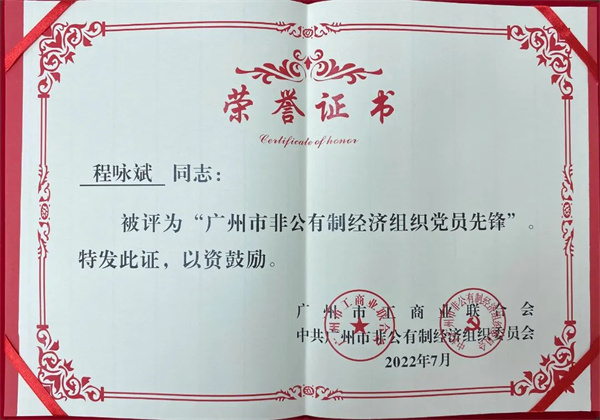 荣誉证书
Certificate of honor
程咏斌 同志：
被评为“广州市非公有制经济组织党员先锋”。
特发此证，以资鼓励。
广州市工商业联合会
中共广州市非公有制经济组织委员会
2022年7月